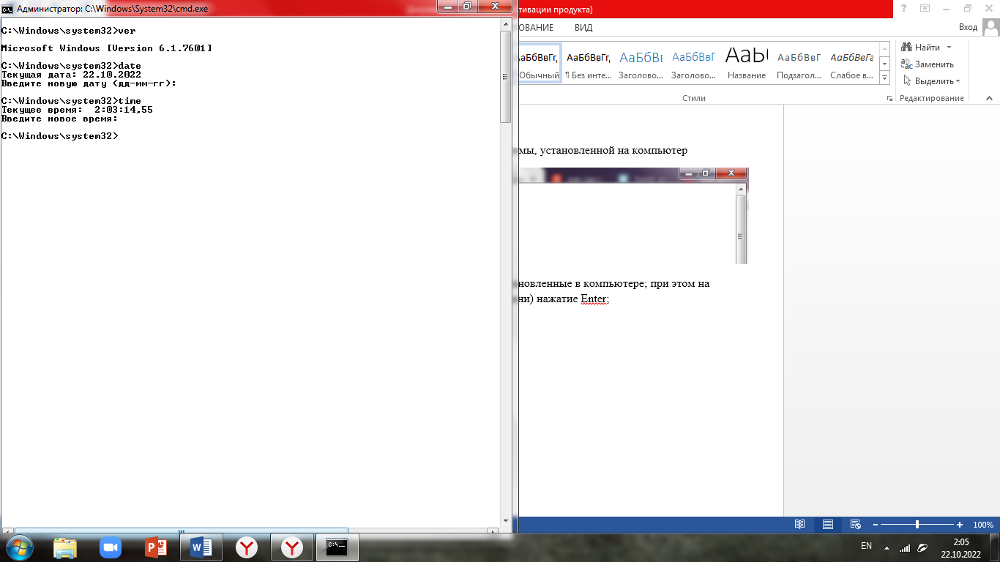 Администратор: C:\Windows\System32\cmd.exe
C:\Windows\system32>ver
Microsoft Windows [Version 6.1.7601]
C:\Windows\system32>date
Текущая дата: 22.10.2022
Введите новую дату (дд-мм-гг):
C:\Windows\system32>time
Текущее время:  2:03:14,55
Введите новое время:
C:\Windows\system32>
тивации продукта)
ОВАНИЕ ВИД
Вход
АаБбВвГг, АаБбВвГг, АаБбВв АаБбВвГ АаБб АаБбВвГ АаБбВвГг
Обычный ¶ Без инте... Заголово... Заголово... Название Подзагол... Слабое в...
Стили
Найти
Заменить
Выделить
Редактирование
мы, установленной на компьютер
новленные в компьютере; при этом на
ни) нажатие Enter;
100%
EN
2:05
22.10.2022